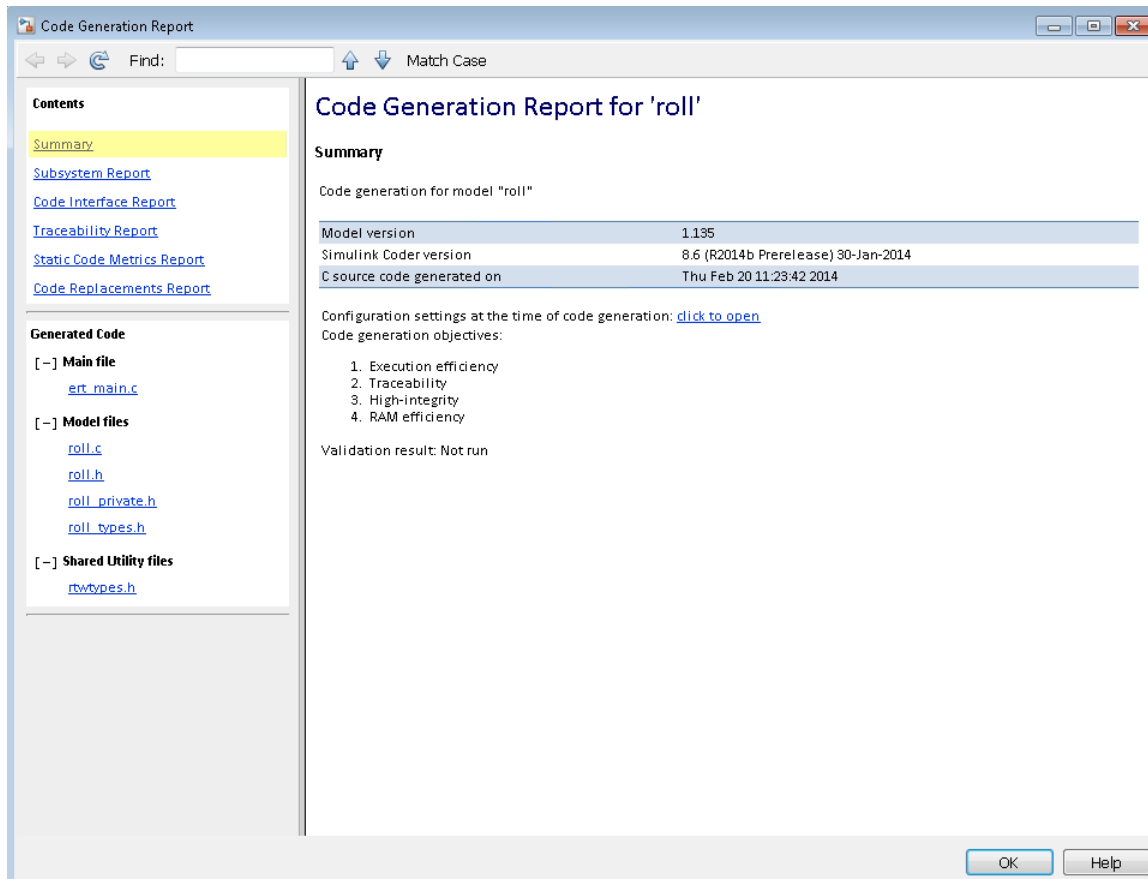 Code Generation Report
Find:
Match Case
Contents
Summary
Subsystem Report
Code Interface Report
Traceability Report
Static Code Metrics Report
Code Replacements Report
Generated Code
[-] Main file
ert_main.c
[-] Model files
roll.c
roll.h
roll_private.h
roll_types.h
[-] Shared Utility files
rtwtypes.h
Code Generation Report for 'roll'
Summary
Code generation for model "roll"
Model version 1.135
Simulink Coder version 8.6 (R2014b Prerelease) 30-Jan-2014
C source code generated on Thu Feb 20 11:23:42 2014
Configuration settings at the time of code generation: click to open
Code generation objectives:
1. Execution efficiency
2. Traceability
3. High-integrity
4. RAM efficiency
Validation result: Not run
OK
Help